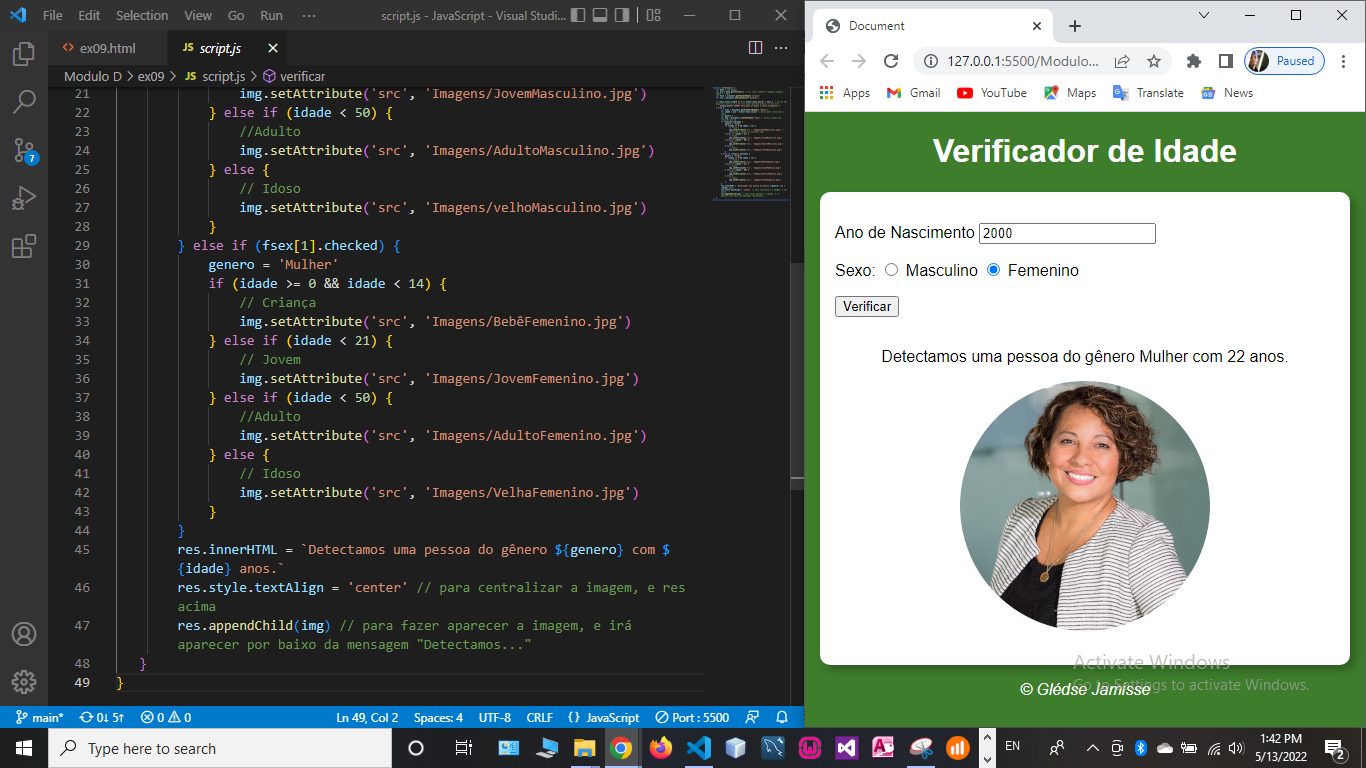 File Edit Selection View Go Run ··· script.js - JavaScript - Visual Studi...
ex09.html JS script.js
Modulo D > ex09 > JS script.js > verificar
21 img.setAttribute('src', 'Imagens/JovemMasculino.jpg')
22 } else if (idade < 50) {
23 //Adulto
24 img.setAttribute('src', 'Imagens/AdultoMasculino.jpg')
25 } else {
26 // Idoso
27 img.setAttribute('src', 'Imagens/velhoMasculino.jpg')
28 }
29 } else if (fsex[1].checked) {
30 genero = 'Mulher'
31 if (idade >= 0 && idade < 14) {
32 // Criança
33 img.setAttribute('src', 'Imagens/BebêFemenino.jpg')
34 } else if (idade < 21) {
35 // Jovem
36 img.setAttribute('src', 'Imagens/JovemFemenino.jpg')
37 } else if (idade < 50) {
38 //Adulto
39 img.setAttribute('src', 'Imagens/AdultoFemenino.jpg')
40 } else {
41 // Idoso
42 img.setAttribute('src', 'Imagens/VelhaFemenino.jpg')
43 }
44 }
45 res.innerHTML = `Detectamos uma pessoa do gênero ${genero} com $
{idade} anos.`
46 res.style.textAlign = 'center' // para centralizar a imagem, e res
acima
47 res.appendChild(img) // para fazer aparecer a imagem, e irá
aparecer por baixo da mensagem "Detectamos..."
48 }
49 }
7
main* 0↓ 5↑ 0 0 Ln 49, Col 2 Spaces: 4 UTF-8 CRLF {} JavaScript Port : 5500
Document
127.0.0.1:5500/Modulo... Paused
Apps Gmail YouTube Maps Translate News
Verificador de Idade
Ano de Nascimento 2000
Sexo: Masculino Femenino
Verificar
Detectamos uma pessoa do gênero Mulher com 22 anos.
Activate Windows
Go to Settings to activate Windows.
© Glédse Jamisse
Type here to search
EN
1:42 PM
5/13/2022
2